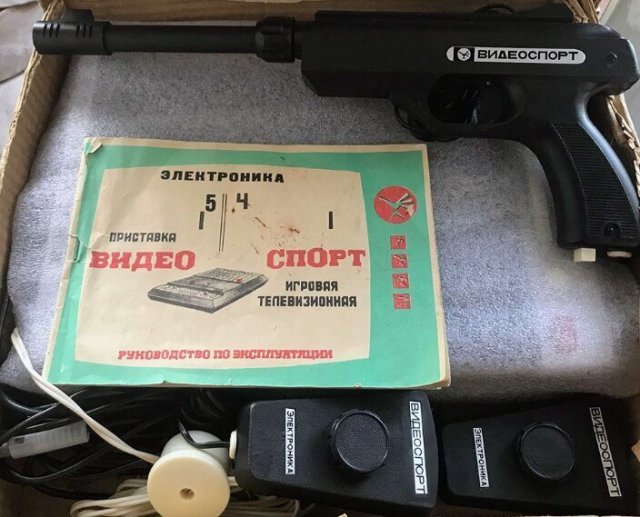 ВИДЕОСПОРТ
ЭЛЕКТРОНИКА
5 4
ПРИСТАВКА
ВИДЕО СПОРТ
ИГРОВАЯ
ТЕЛЕВИЗИОННАЯ
РУКОВОДСТВО ПО ЭКСПЛУАТАЦИИ
ЭЛЕКТРОНИКА
ВИДЕОСПОРТ
ЭЛЕКТРОНИКА
ВИДЕОСПОРТ